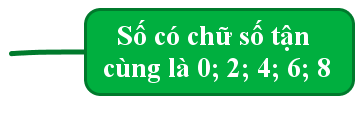 Số có chữ số tận
cùng là 0; 2; 4; 6; 8